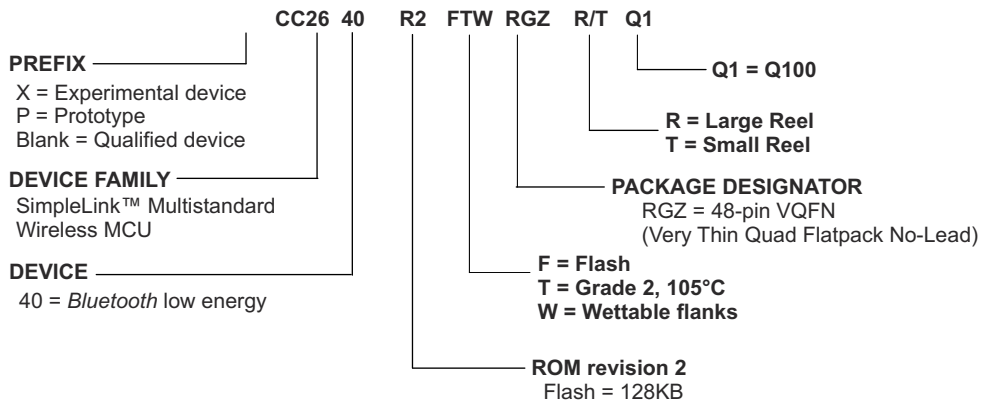 CC26 40 R2 FTW RGZ R/T Q1
PREFIX
X = Experimental device
P = Prototype
Blank = Qualified device
DEVICE FAMILY
SimpleLink™ Multistandard
Wireless MCU
DEVICE
40 = Bluetooth low energy
Q1 = Q100
R = Large Reel
T = Small Reel
PACKAGE DESIGNATOR
RGZ = 48-pin VQFN
(Very Thin Quad Flatpack No-Lead)
F = Flash
T = Grade 2, 105°C
W = Wettable flanks
ROM revision 2
Flash = 128KB